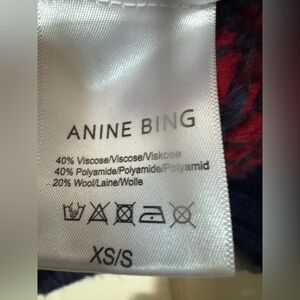 ANINE BING
40% Viscose/Viscose/Viskose
40% Polyamide/Polyamide/Polyamid
20% Wool/Laine/Wolle
XS/S